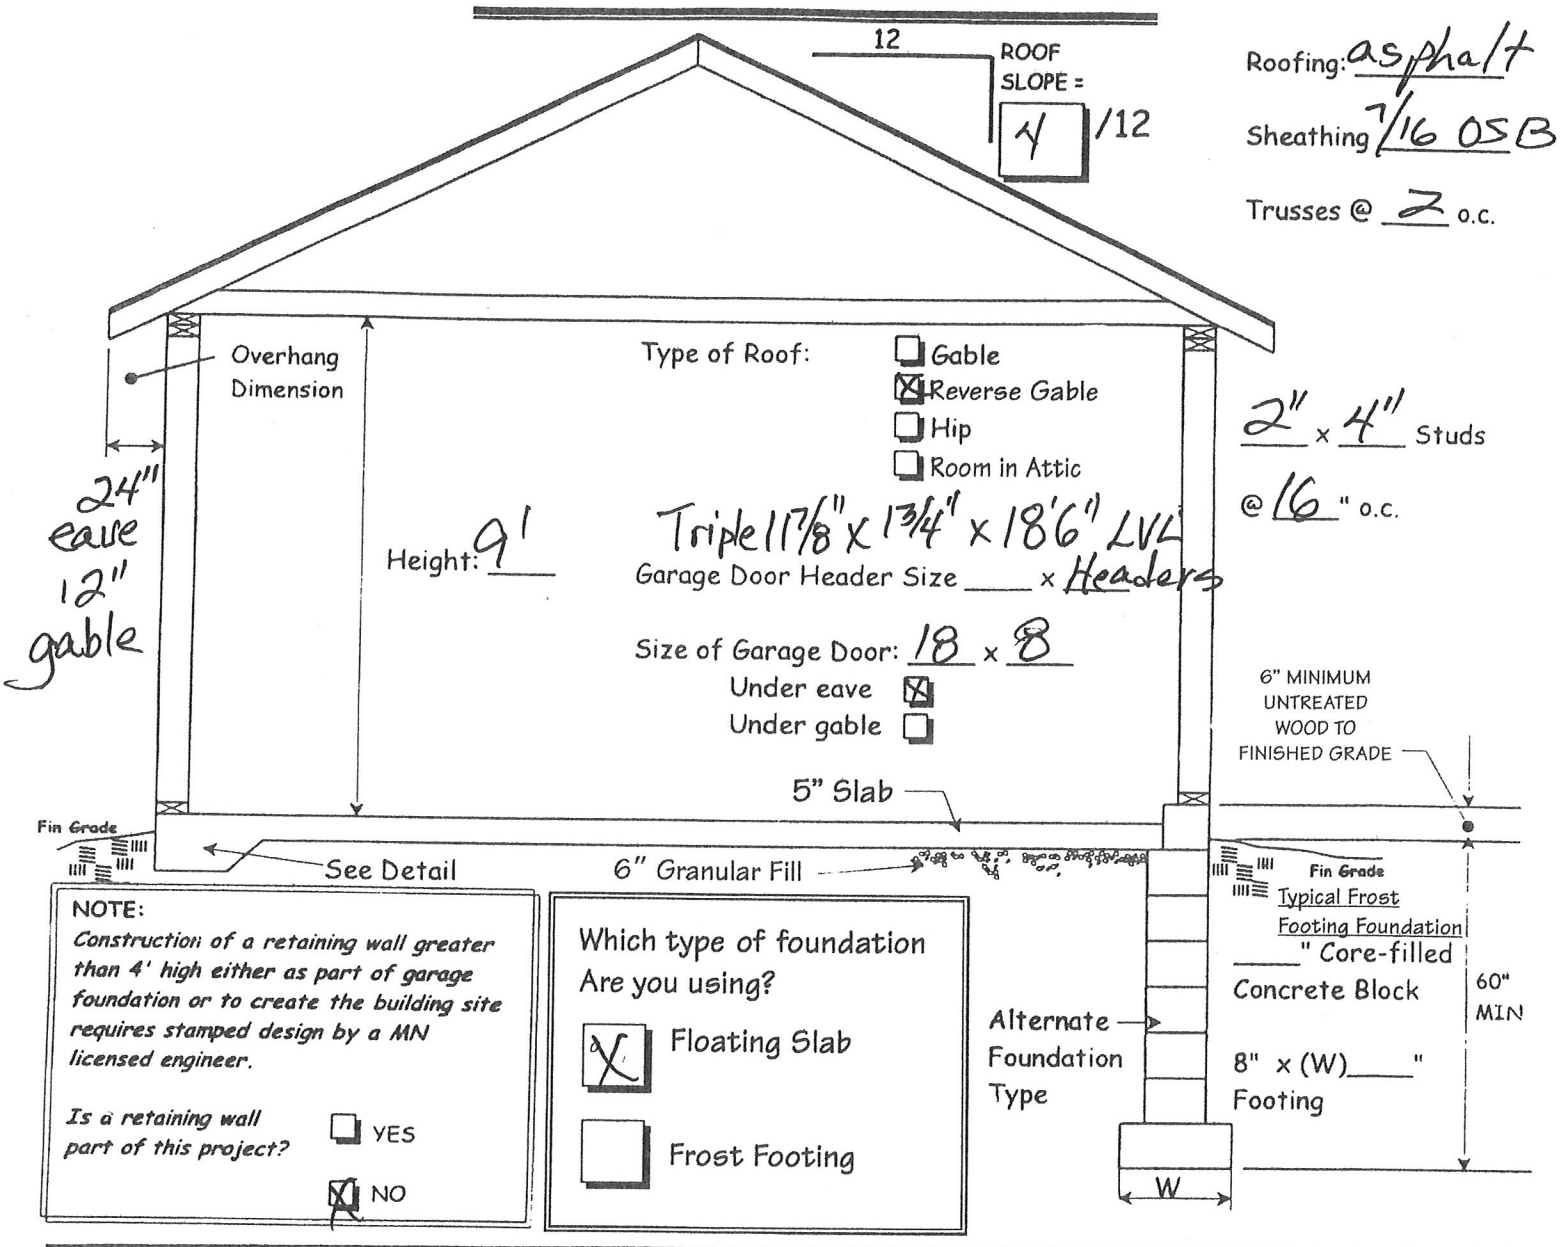 12
ROOF
SLOPE =
4 /12
Roofing: asphalt
Sheathing 7/16 OSB
Trusses @ 2 o.c.
Overhang
Dimension
24"
eave
12"
gable
Height: 9'
Type of Roof:
Gable
Reverse Gable
Hip
Room in Attic
Triple 11 7/8" x 1 3/4" x 18'6" LVL
Garage Door Header Size ____ x Headers
Size of Garage Door: 18 x 8
Under eave
Under gable
2" x 4" Studs
@ 16 " o.c.
6" MINIMUM
UNTREATED
WOOD TO
FINISHED GRADE
5" Slab
Fin Grade
See Detail
6" Granular Fill
Fin Grade
Typical Frost
Footing Foundation
____" Core-filled
Concrete Block
8" x (W)____"
Footing
60"
MIN
Alternate
Foundation
Type
W
NOTE:
Construction of a retaining wall greater
than 4' high either as part of garage
foundation or to create the building site
requires stamped design by a MN
licensed engineer.
Is a retaining wall
part of this project?
YES
NO
Which type of foundation
Are you using?
Floating Slab
Frost Footing